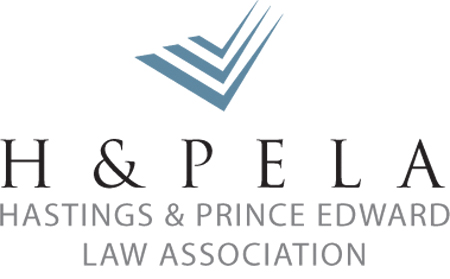 H & P E L A
HASTINGS & PRINCE EDWARD
LAW ASSOCIATION